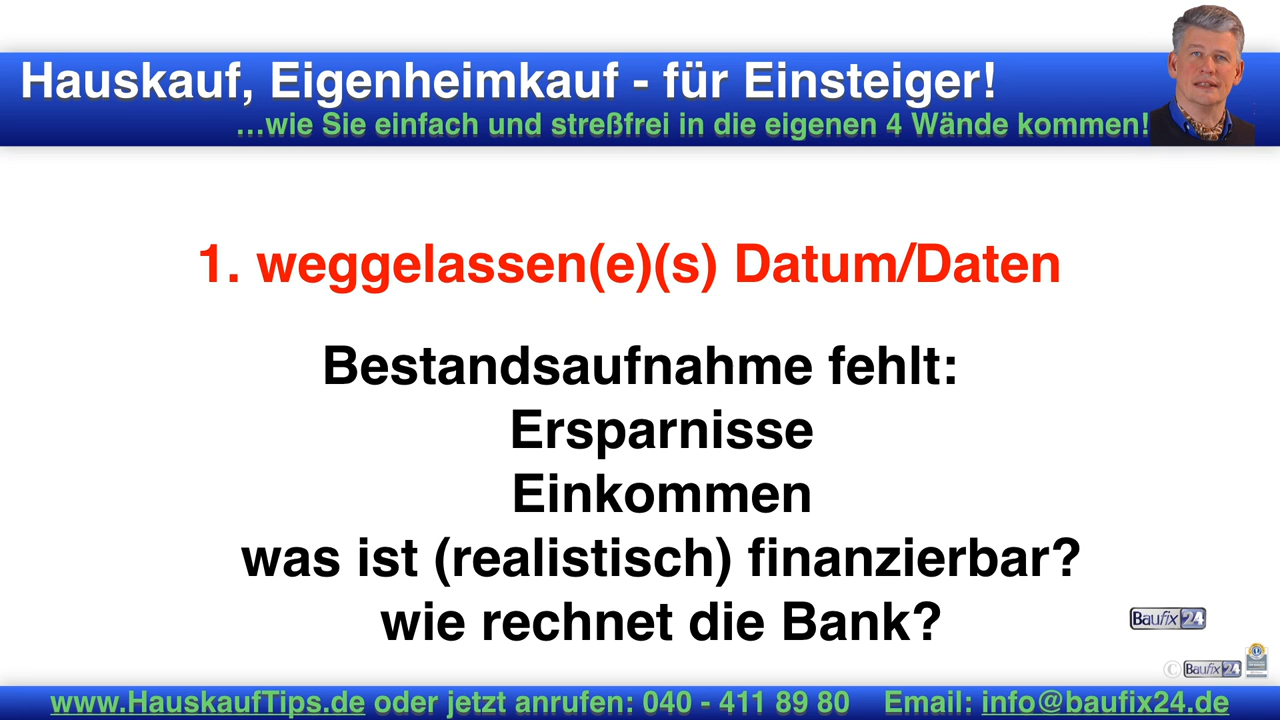 Hauskauf, Eigenheimkauf - für Einsteiger!
...wie Sie einfach und streßfrei in die eigenen 4 Wände kommen!
1. weggelassen(e)(s) Datum/Daten
Bestandsaufnahme fehlt:
Ersparnisse
Einkommen
was ist (realistisch) finanzierbar?
wie rechnet die Bank?
Baufix24
© Baufix24
www.HauskaufTips.de oder jetzt anrufen: 040 - 411 89 80 Email: info@baufix24.de